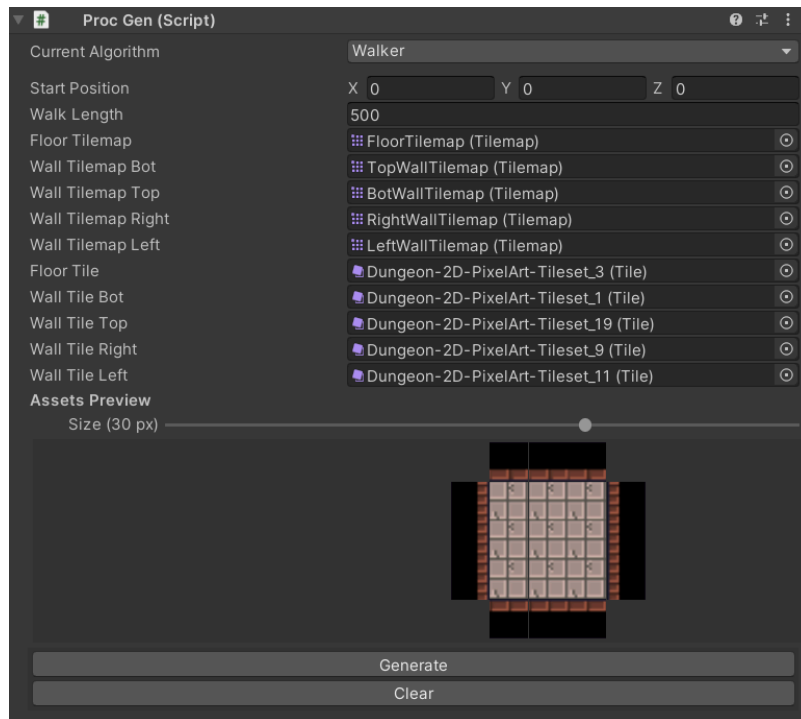 Proc Gen (Script)
Current Algorithm Walker
Start Position X 0 Y 0 Z 0
Walk Length 500
Floor Tilemap FloorTilemap (Tilemap)
Wall Tilemap Bot TopWallTilemap (Tilemap)
Wall Tilemap Top BotWallTilemap (Tilemap)
Wall Tilemap Right RightWallTilemap (Tilemap)
Wall Tilemap Left LeftWallTilemap (Tilemap)
Floor Tile Dungeon-2D-PixelArt-Tileset_3 (Tile)
Wall Tile Bot Dungeon-2D-PixelArt-Tileset_1 (Tile)
Wall Tile Top Dungeon-2D-PixelArt-Tileset_19 (Tile)
Wall Tile Right Dungeon-2D-PixelArt-Tileset_9 (Tile)
Wall Tile Left Dungeon-2D-PixelArt-Tileset_11 (Tile)
Assets Preview
Size (30 px)
Generate
Clear